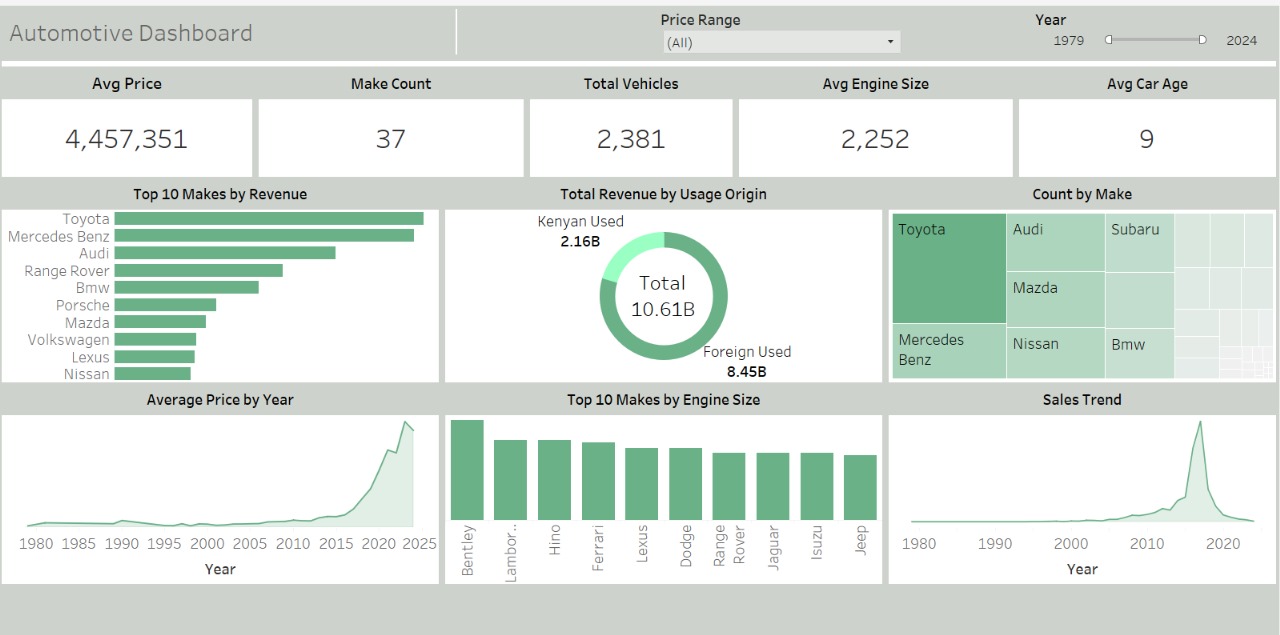 Automotive Dashboard
Price Range
(All)
Year
1979
2024
Avg Price
Make Count
Total Vehicles
Avg Engine Size
Avg Car Age
4,457,351
37
2,381
2,252
9
Top 10 Makes by Revenue
Toyota
Mercedes Benz
Audi
Range Rover
Bmw
Porsche
Mazda
Volkswagen
Lexus
Nissan
Total Revenue by Usage Origin
Kenyan Used
2.16B
Total
10.61B
Foreign Used
8.45B
Count by Make
Toyota
Audi
Subaru
Mazda
Mercedes
Benz
Nissan
Bmw
Average Price by Year
1980 1985 1990 1995 2000 2005 2010 2015 2020 2025
Year
Top 10 Makes by Engine Size
Bentley
Lambor..
Hino
Ferrari
Lexus
Dodge
Range
Rover
Jaguar
Isuzu
Jeep
Sales Trend
1980 1990 2000 2010 2020
Year